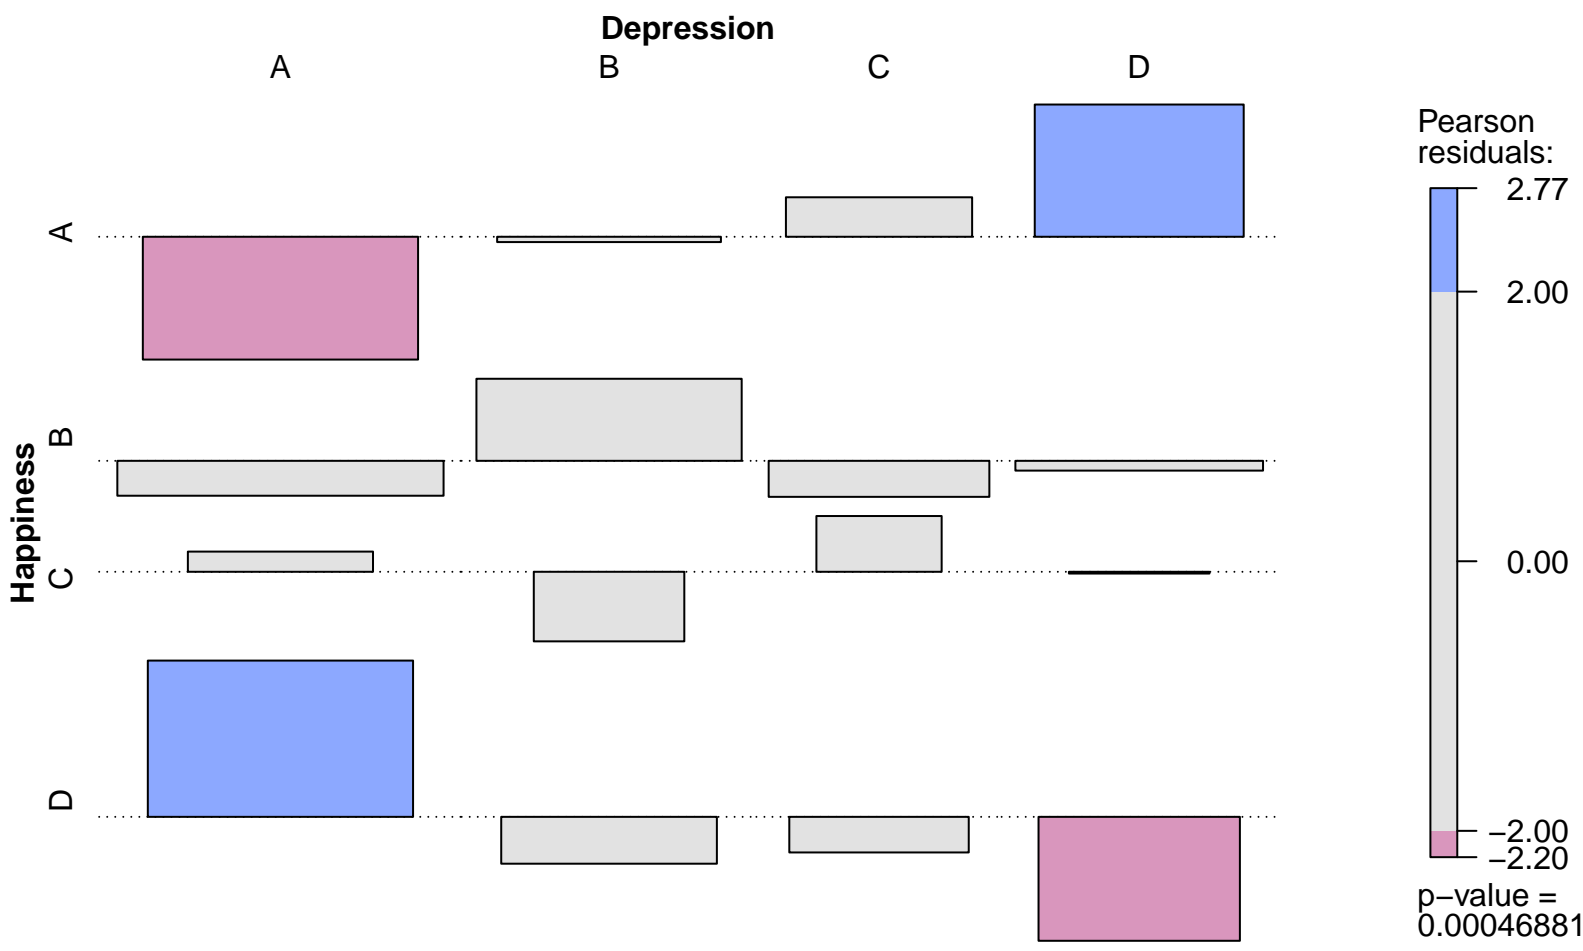 Depression
A B C D
Happiness
A
B
C
D
Pearson
residuals:
2.77
2.00
0.00
−2.00
−2.20
p−value =
0.00046881